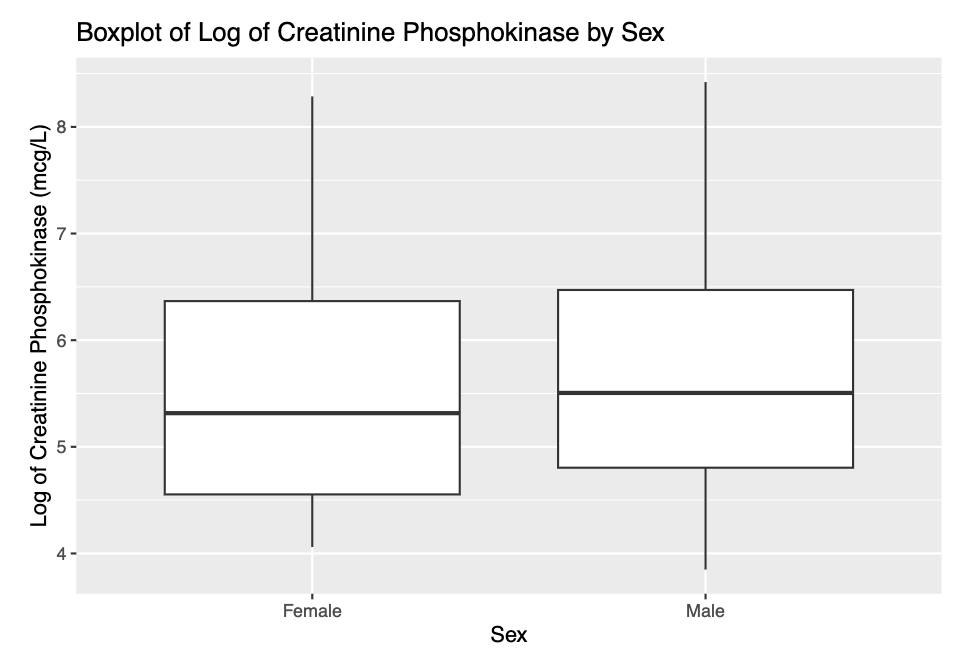 Boxplot of Log of Creatinine Phosphokinase by Sex
Log of Creatinine Phosphokinase (mcg/L)
8
7
6
5
4
Female
Male
Sex